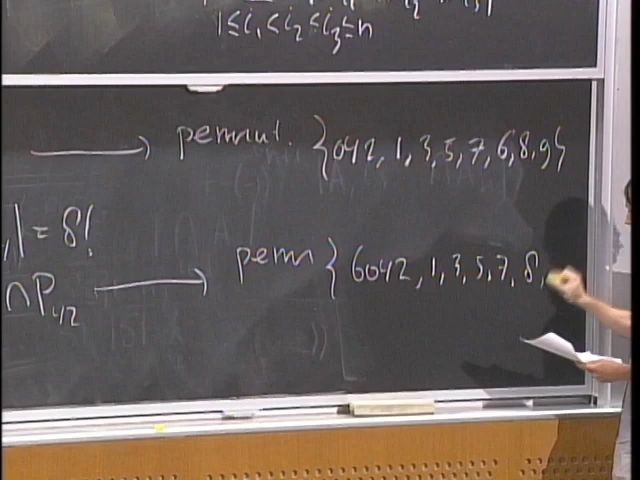 1≤i₁<i₂≤i₃≤n
⟶ permut. {042, 1, 3, 5, 7, 6, 8, 9}
| = 8!
∩P₄₂ ⟶ perm { 6042, 1, 3, 5, 7, 8,